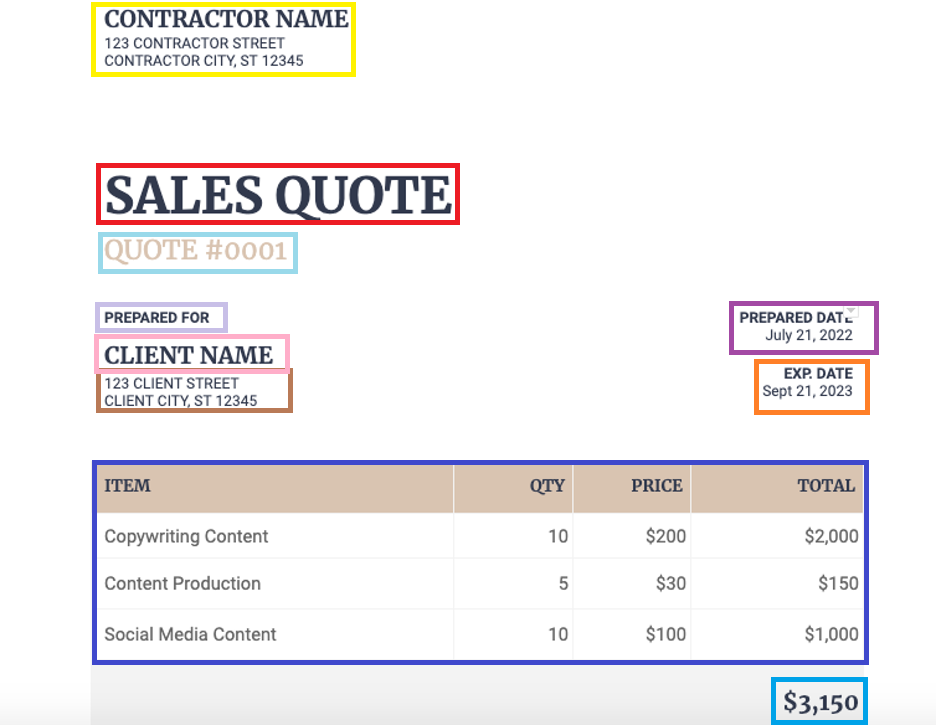 CONTRACTOR NAME
123 CONTRACTOR STREET
CONTRACTOR CITY, ST 12345
SALES QUOTE
QUOTE #0001
PREPARED FOR
CLIENT NAME
123 CLIENT STREET
CLIENT CITY, ST 12345
PREPARED DATE
July 21, 2022
EXP. DATE
Sept 21, 2023
ITEM QTY PRICE TOTAL
Copywriting Content 10 $200 $2,000
Content Production 5 $30 $150
Social Media Content 10 $100 $1,000
$3,150